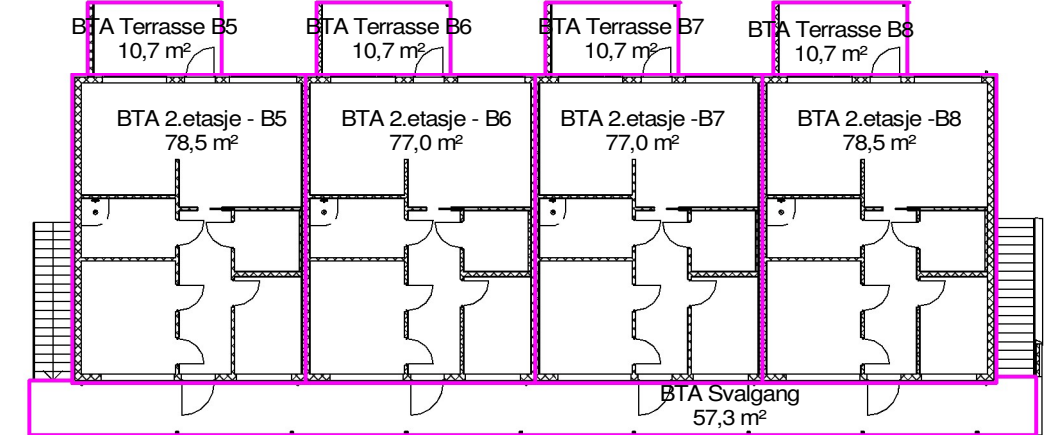 BTA Terrasse B5
10,7 m²
BTA Terrasse B6
10,7 m²
BTA Terrasse B7
10,7 m²
BTA Terrasse B8
10,7 m²
BTA 2.etasje - B5
78,5 m²
BTA 2.etasje - B6
77,0 m²
BTA 2.etasje -B7
77,0 m²
BTA 2.etasje -B8
78,5 m²
BTA Svalgang
57,3 m²